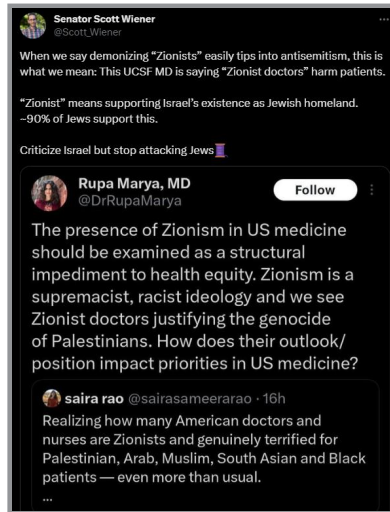 Senator Scott Wiener
@Scott_Wiener
When we say demonizing “Zionists” easily tips into antisemitism, this is
what we mean: This UCSF MD is saying “Zionist doctors” harm patients.
“Zionist” means supporting Israel’s existence as Jewish homeland.
~90% of Jews support this.
Criticize Israel but stop attacking Jews🧵
Rupa Marya, MD
Follow
@DrRupaMarya
The presence of Zionism in US medicine
should be examined as a structural
impediment to health equity. Zionism is a
supremacist, racist ideology and we see
Zionist doctors justifying the genocide
of Palestinians. How does their outlook/
position impact priorities in US medicine?
saira rao @sairasameerarao · 16h
Realizing how many American doctors and
nurses are Zionists and genuinely terrified for
Palestinian, Arab, Muslim, South Asian and Black
patients — even more than usual.
...